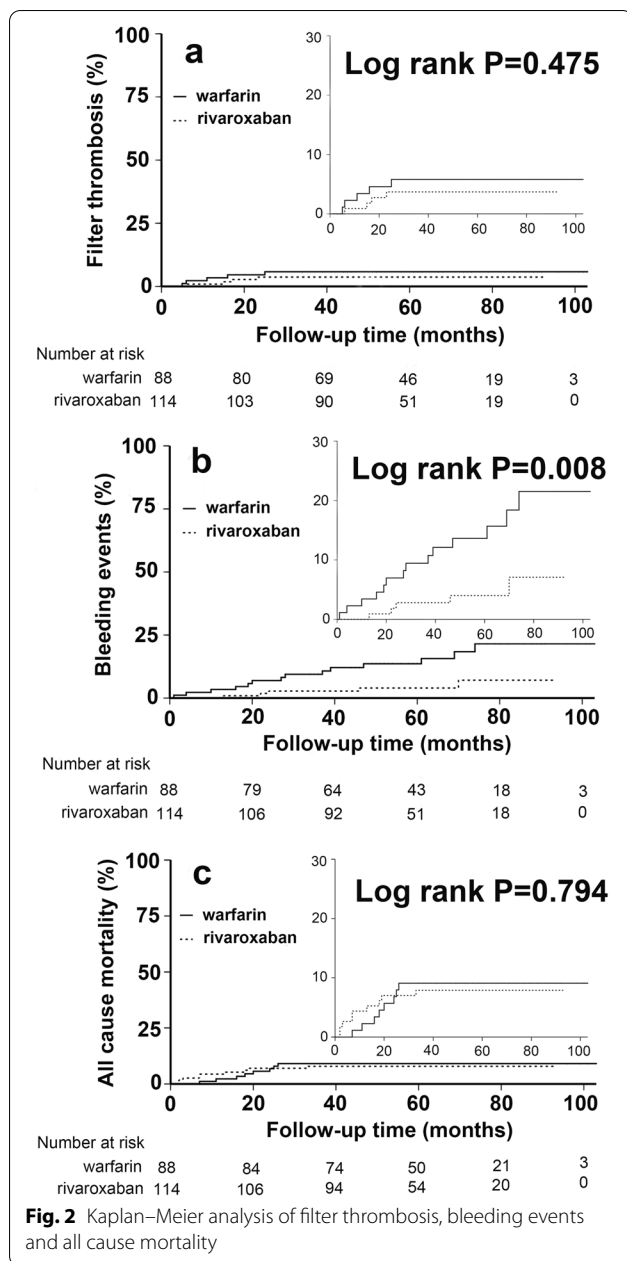 a
Log rank P=0.475
Filter thrombosis (%)
100
75
50
25
0
warfarin
rivaroxaban
30
20
10
0
0 20 40 60 80 100
0 20 40 60 80 100
Follow-up time (months)
Number at risk
warfarin 88 80 69 46 19 3
rivaroxaban 114 103 90 51 19 0
b
Log rank P=0.008
Bleeding events (%)
100
75
50
25
0
warfarin
rivaroxaban
30
20
10
0
0 20 40 60 80 100
0 20 40 60 80 100
Follow-up time (months)
Number at risk
warfarin 88 79 64 43 18 3
rivaroxaban 114 106 92 51 18 0
c
Log rank P=0.794
All cause mortality (%)
100
75
50
25
0
warfarin
rivaroxaban
30
20
10
0
0 20 40 60 80 100
0 20 40 60 80 100
Follow-up time (months)
Number at risk
warfarin 88 84 74 50 21 3
rivaroxaban 114 106 94 54 20 0
Fig. 2 Kaplan–Meier analysis of filter thrombosis, bleeding events
and all cause mortality